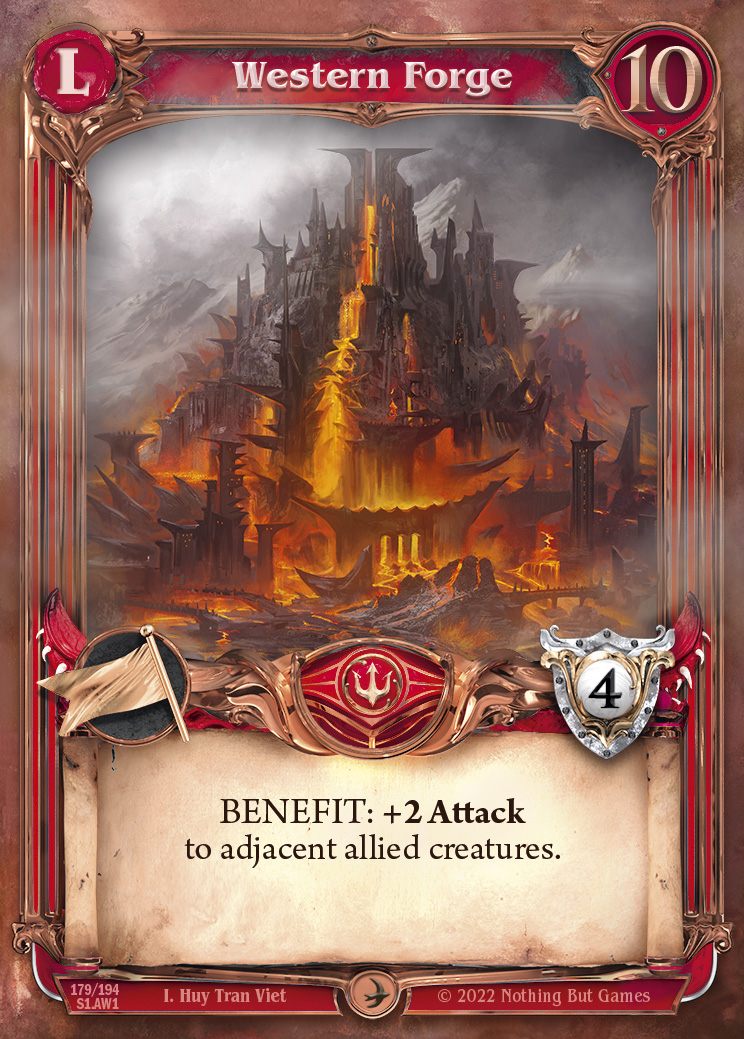 L
Western Forge
10
4
BENEFIT: +2 Attack
to adjacent allied creatures.
179/194
S1.AW1
I. Huy Tran Viet
© 2022 Nothing But Games